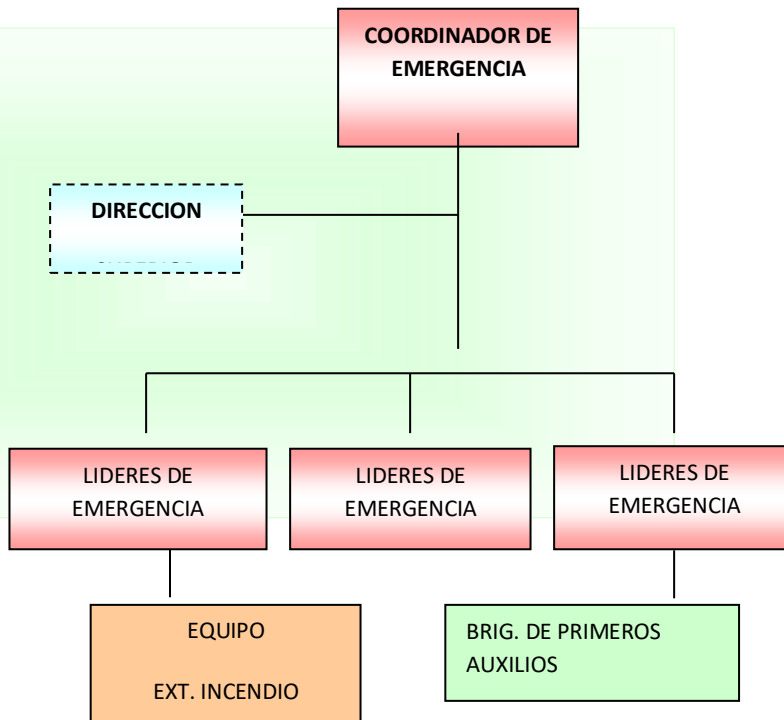 COORDINADOR DE
EMERGENCIA
DIRECCION
LIDERES DE
EMERGENCIA
LIDERES DE
EMERGENCIA
LIDERES DE
EMERGENCIA
EQUIPO
EXT. INCENDIO
BRIG. DE PRIMEROS
AUXILIOS